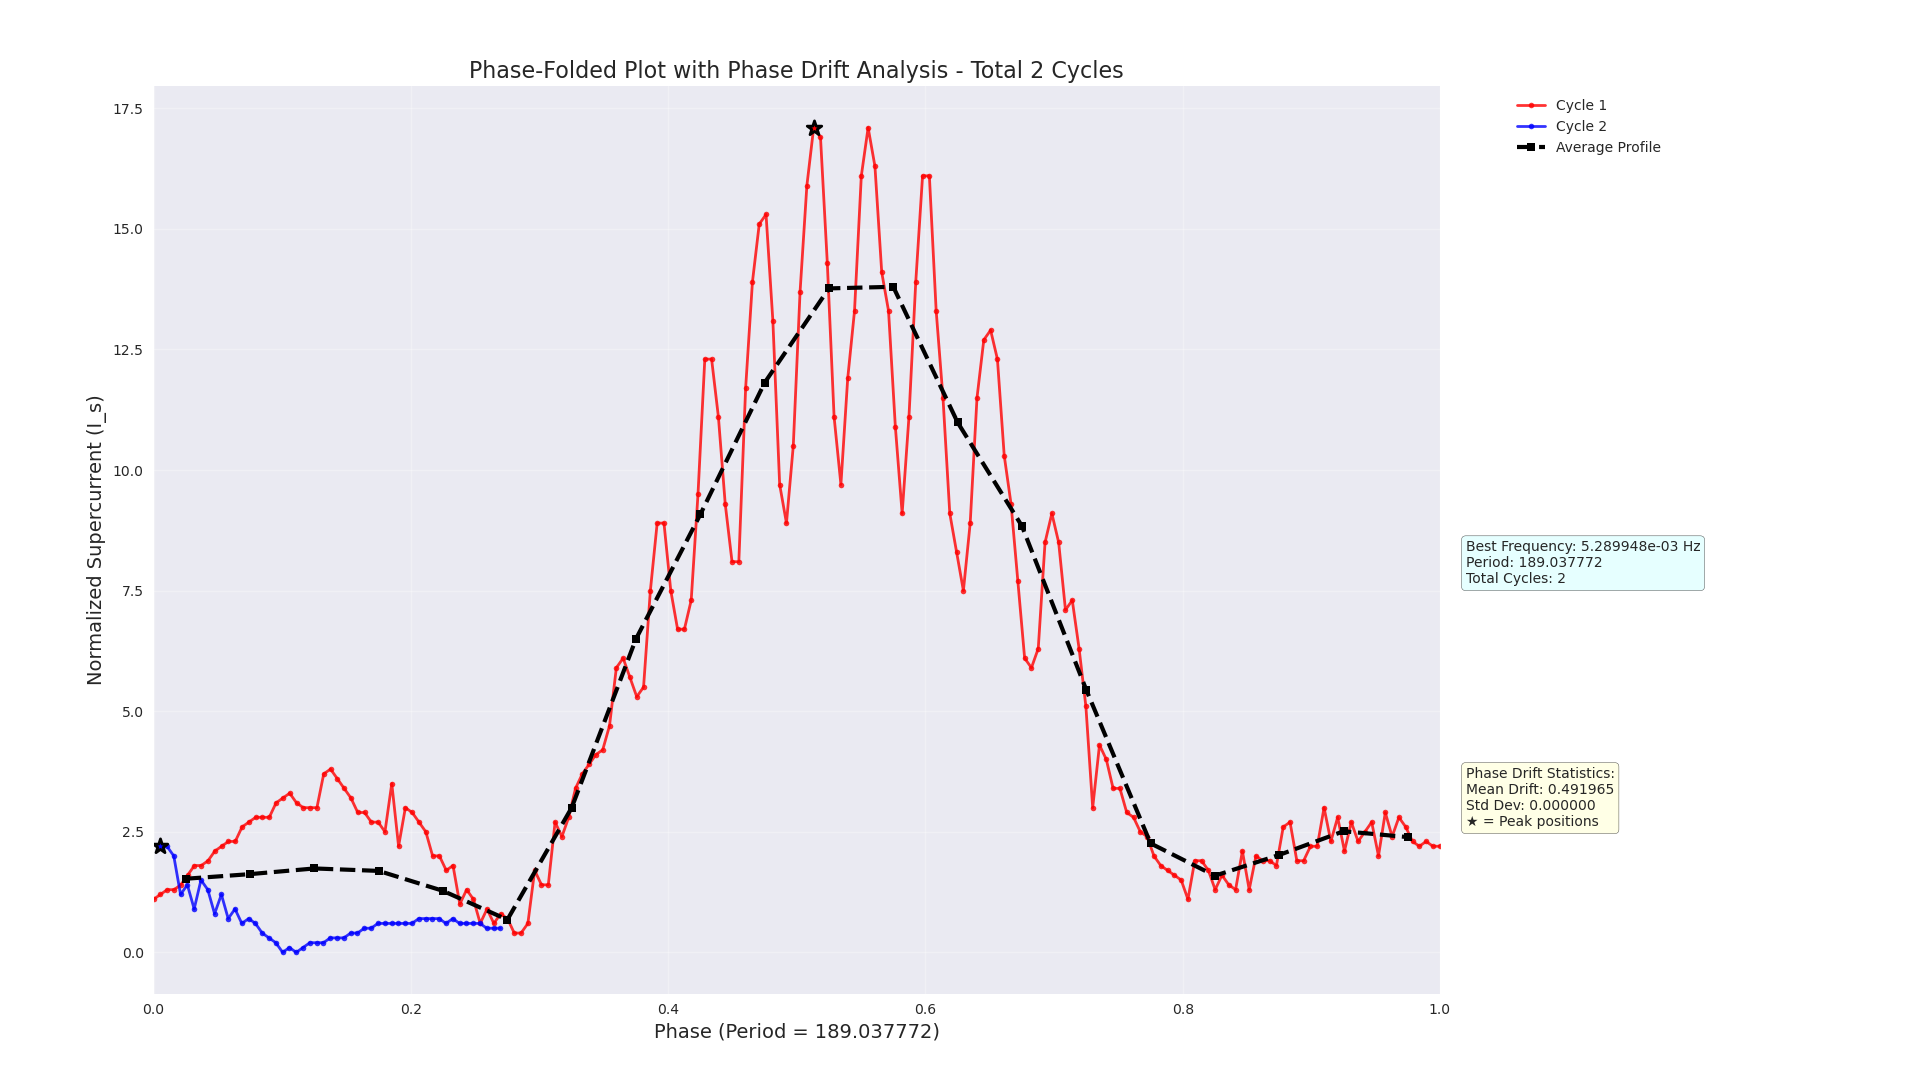 Phase-Folded Plot with Phase Drift Analysis - Total 2 Cycles
Normalized Supercurrent (I_s)
17.5
15.0
12.5
10.0
7.5
5.0
2.5
0.0
0.0 0.2 0.4 0.6 0.8 1.0
Phase (Period = 189.037772)
Cycle 1
Cycle 2
Average Profile
Best Frequency: 5.289948e-03 Hz
Period: 189.037772
Total Cycles: 2
Phase Drift Statistics:
Mean Drift: 0.491965
Std Dev: 0.000000
★ = Peak positions